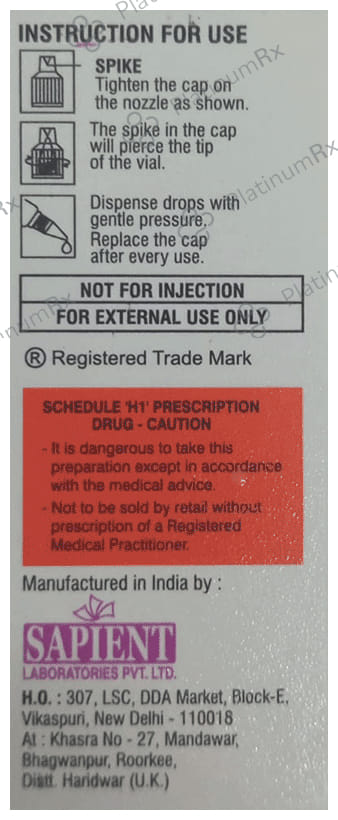 INSTRUCTION FOR USE
SPIKE
Tighten the cap on
the nozzle as shown.
The spike in the cap
will pierce the tip
of the vial.
Dispense drops with
gentle pressure.
Replace the cap
after every use.
NOT FOR INJECTION
FOR EXTERNAL USE ONLY
® Registered Trade Mark
SCHEDULE 'H1' PRESCRIPTION
DRUG - CAUTION
- It is dangerous to take this
preparation except in accordance
with the medical advice.
- Not to be sold by retail without
prescription of a Registered
Medical Practitioner.
Manufactured in India by :
SAPIENT
LABORATORIES PVT. LTD.
H.O. : 307, LSC, DDA Market, Block-E,
Vikaspuri, New Delhi - 110018
At : Khasra No - 27, Mandawar,
Bhagwanpur, Roorkee,
Distt. Haridwar (U.K.)
PlatinumRx
PlatinumRx
PlatinumRx
PlatinumRx